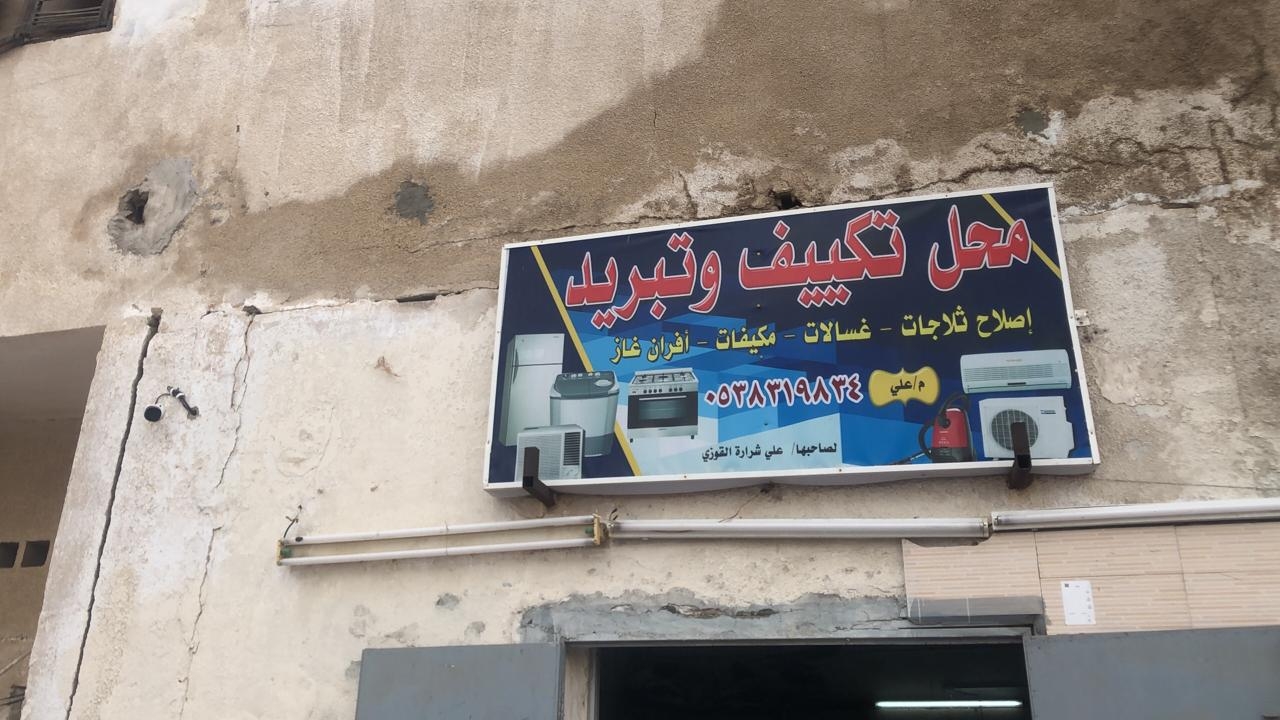 محل تكييف وتبريد
إصلاح ثلاجات - غسالات - مكيفات - أفران غاز
م/علي ٠٥٣٨٣١٩٨٣٤
لصاحبها/ علي شرارة القوزي